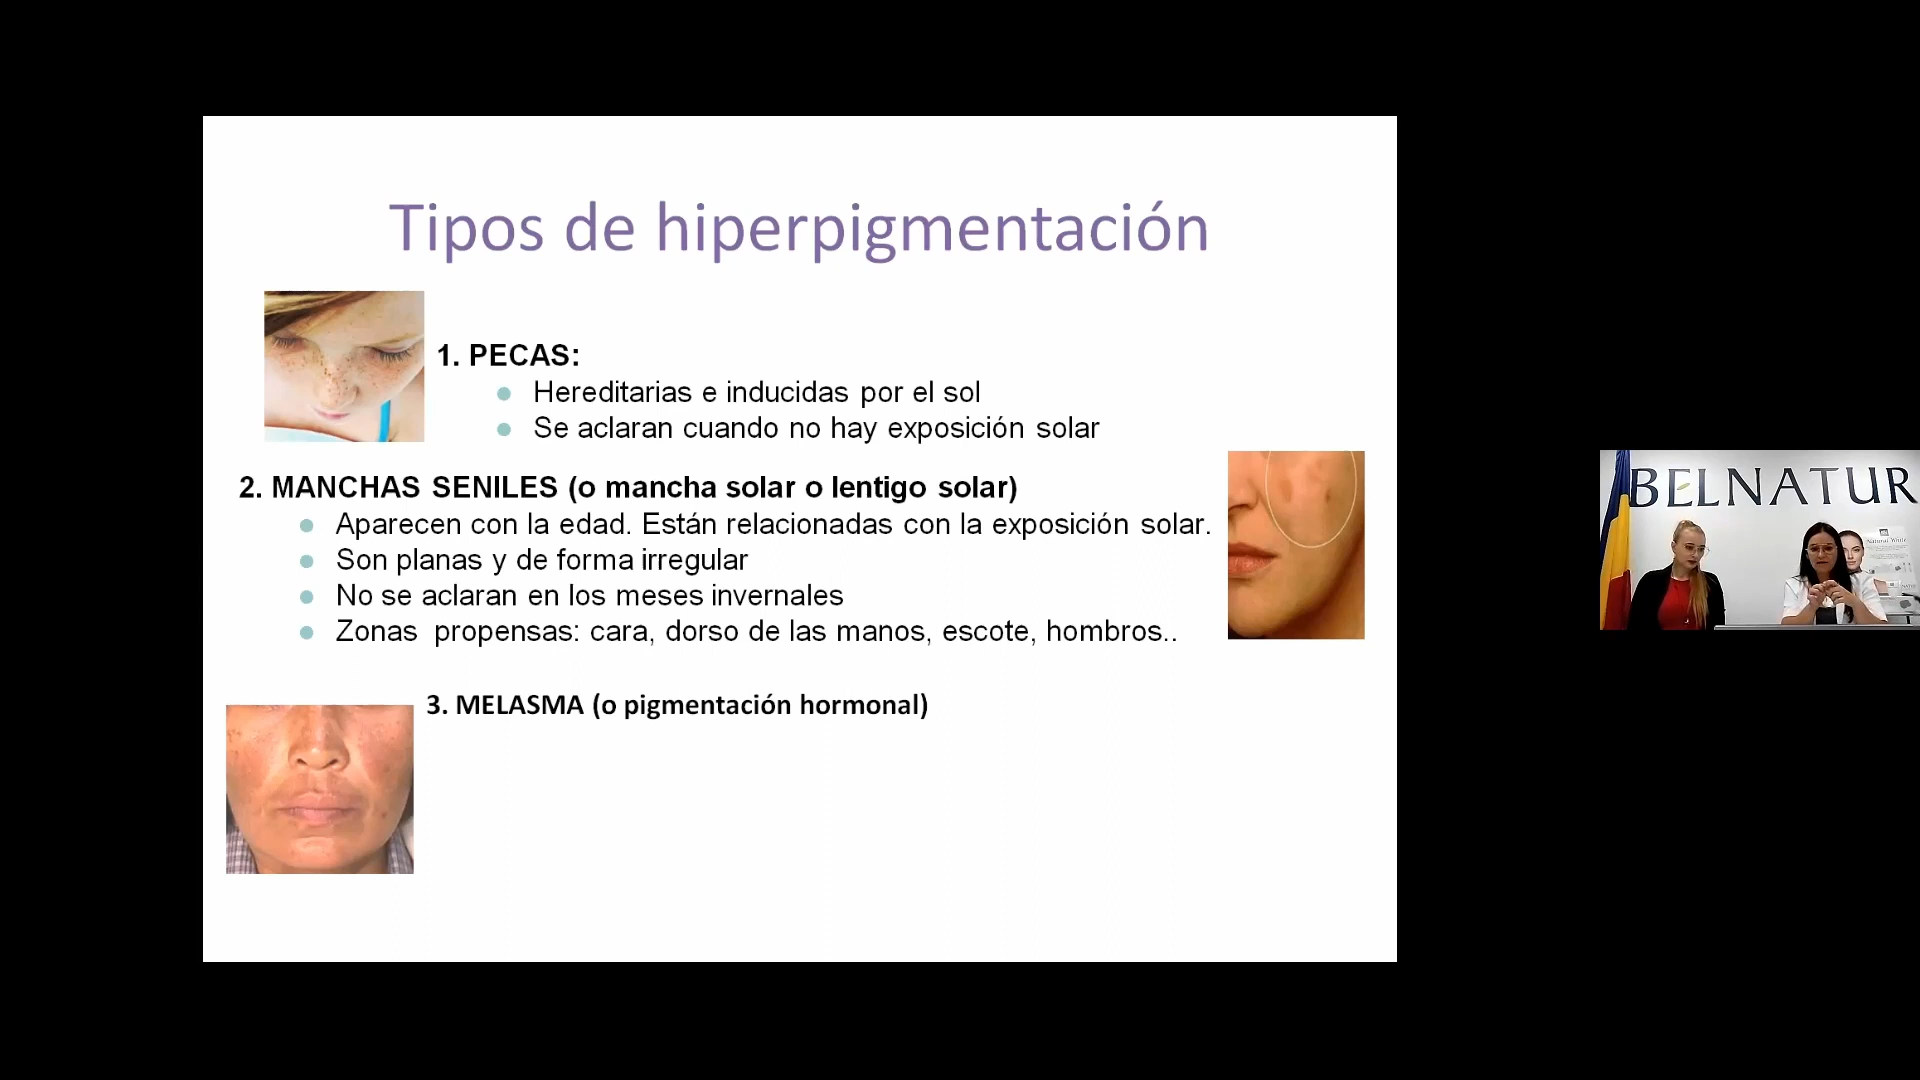 Tipos de hiperpigmentación
1. PECAS:
Hereditarias e inducidas por el sol
Se aclaran cuando no hay exposición solar
2. MANCHAS SENILES (o mancha solar o lentigo solar)
Aparecen con la edad. Están relacionadas con la exposición solar.
Son planas y de forma irregular
No se aclaran en los meses invernales
Zonas propensas: cara, dorso de las manos, escote, hombros..
3. MELASMA (o pigmentación hormonal)
BELNATUR
Natural White